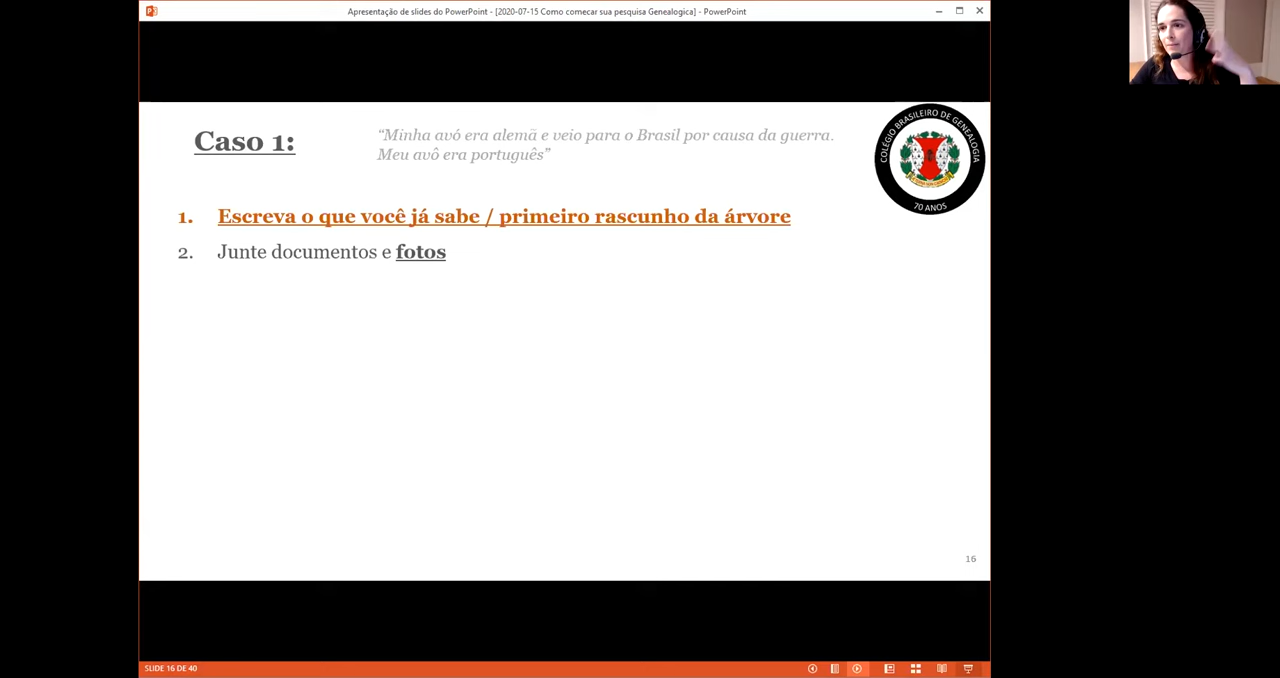 Apresentação de slides do PowerPoint - [2020-07-15 Como comecar sua pesquisa Genealogica] - PowerPoint
Caso 1:
“Minha avó era alemã e veio para o Brasil por causa da guerra.
Meu avô era português”
COLÉGIO BRASILEIRO DE GENEALOGIA
70 ANOS
1. Escreva o que você já sabe / primeiro rascunho da árvore
2. Junte documentos e fotos
16
SLIDE 16 DE 40